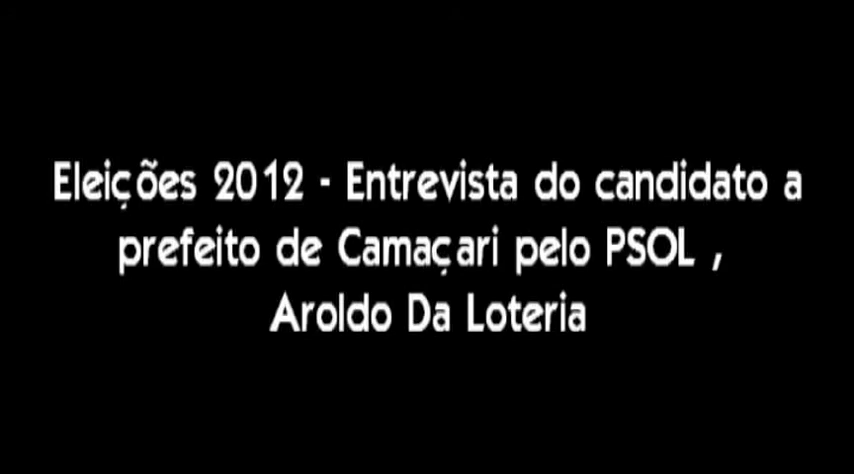 Eleições 2012 - Entrevista do candidato a
prefeito de Camaçari pelo PSOL ,
Aroldo Da Loteria